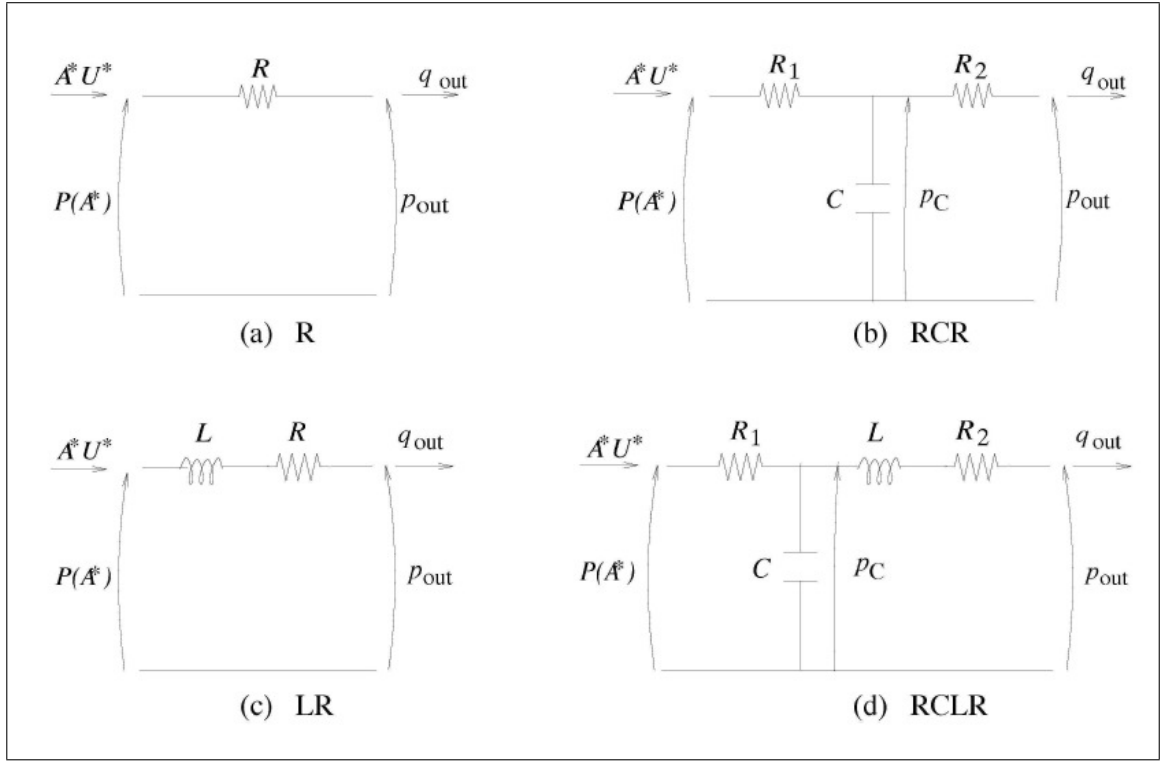 A*U*
R
q out
P(A*)
p out
(a) R
A*U*
R1
R2
q out
P(A*)
C
pC
p out
(b) RCR
A*U*
L
R
q out
P(A*)
p out
(c) LR
A*U*
R1
L
R2
q out
P(A*)
C
pC
p out
(d) RCLR